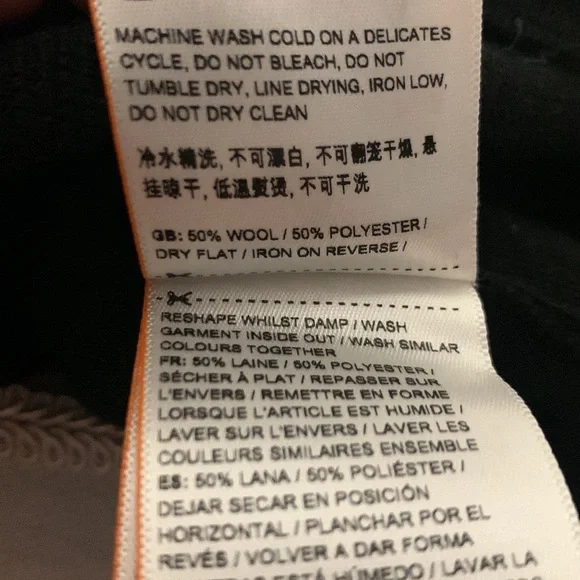 MACHINE WASH COLD ON A DELICATES
CYCLE, DO NOT BLEACH, DO NOT
TUMBLE DRY, LINE DRYING, IRON LOW,
DO NOT DRY CLEAN
冷水精洗, 不可漂白, 不可翻笼干燥, 悬
挂晾干, 低温熨烫, 不可干洗
GB: 50% WOOL / 50% POLYESTER /
DRY FLAT / IRON ON REVERSE /
RESHAPE WHILST DAMP / WASH
GARMENT INSIDE OUT / WASH SIMILAR
COLOURS TOGETHER
FR: 50% LAINE / 50% POLYESTER /
SÉCHER À PLAT / REPASSER SUR
L'ENVERS / REMETTRE EN FORME
LORSQUE L'ARTICLE EST HUMIDE /
LAVER SUR L'ENVERS / LAVER LES
COULEURS SIMILAIRES ENSEMBLE
ES: 50% LANA / 50% POLIÉSTER /
DEJAR SECAR EN POSICIÓN
HORIZONTAL / PLANCHAR POR EL
REVÉS / VOLVER A DAR FORMA
ESTÁ HÚMEDO / LAVAR LA